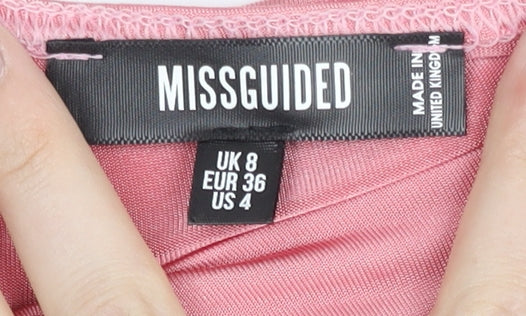 MISSGUIDED
MADE IN
UNITED KINGDOM
UK 8
EUR 36
US 4